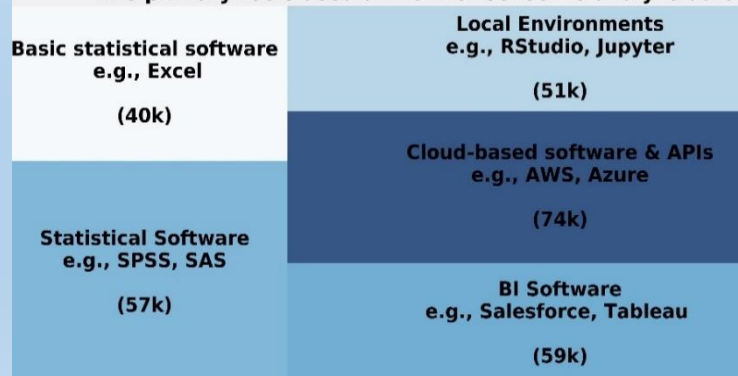 Basic statistical software
e.g., Excel
(40k)
Statistical Software
e.g., SPSS, SAS
(57k)
Local Environments
e.g., RStudio, Jupyter
(51k)
Cloud-based software & APIs
e.g., AWS, Azure
(74k)
BI Software
e.g., Salesforce, Tableau
(59k)